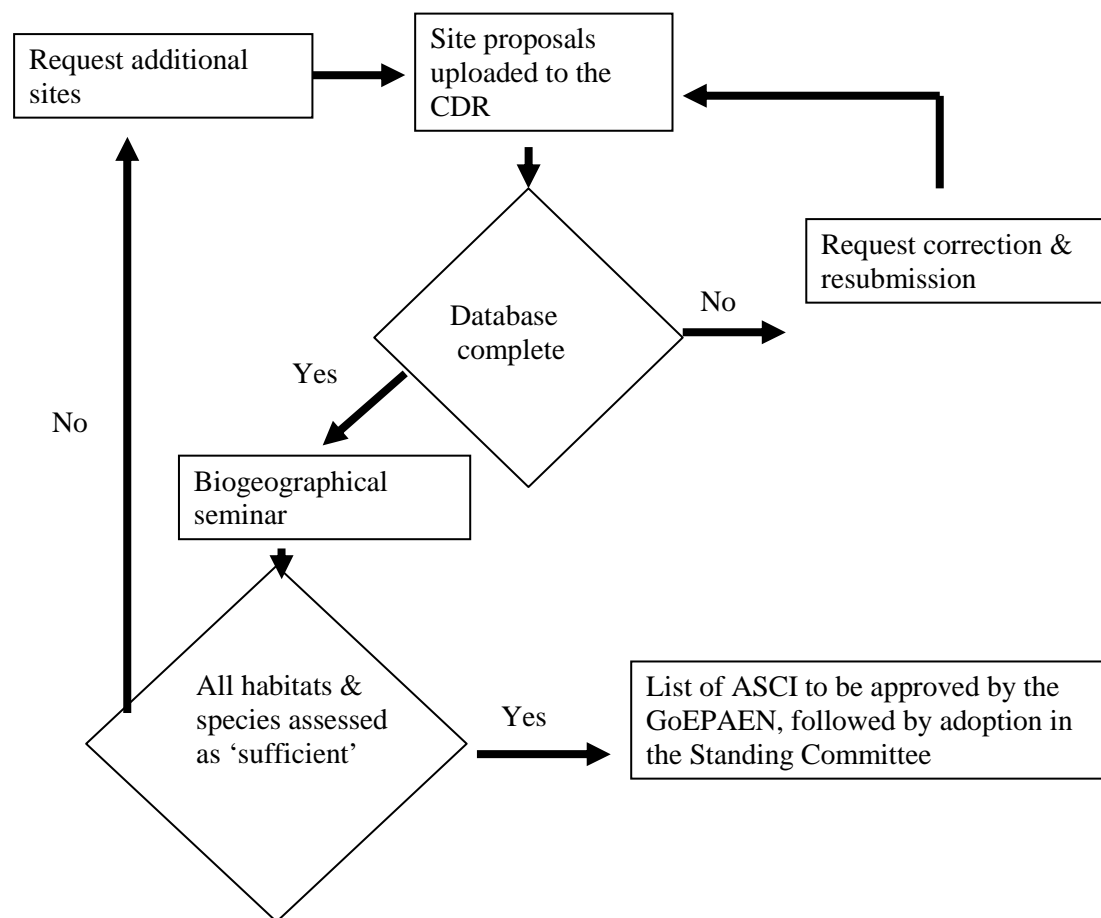 Request additional
sites
Site proposals
uploaded to the
CDR
Request correction &
resubmission
No
Database
complete
Yes
No
Biogeographical
seminar
All habitats &
species assessed
as ‘sufficient’
Yes
List of ASCI to be approved by the
GoEPAEN, followed by adoption in
the Standing Committee